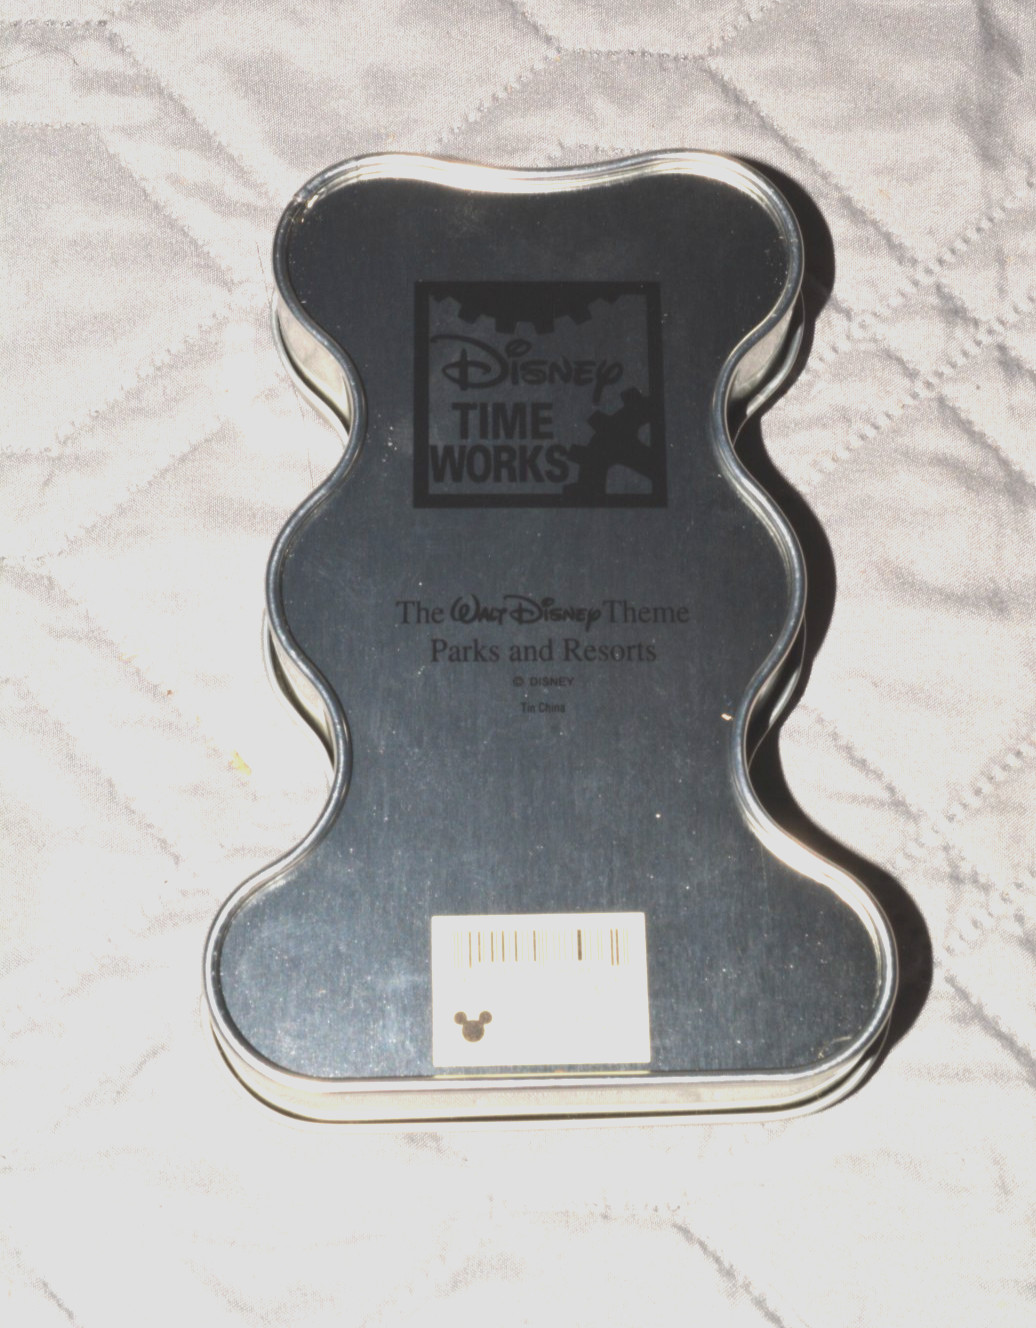 Disney
TIME
WORKS
The Walt Disney Theme
Parks and Resorts
© DISNEY
Tin China